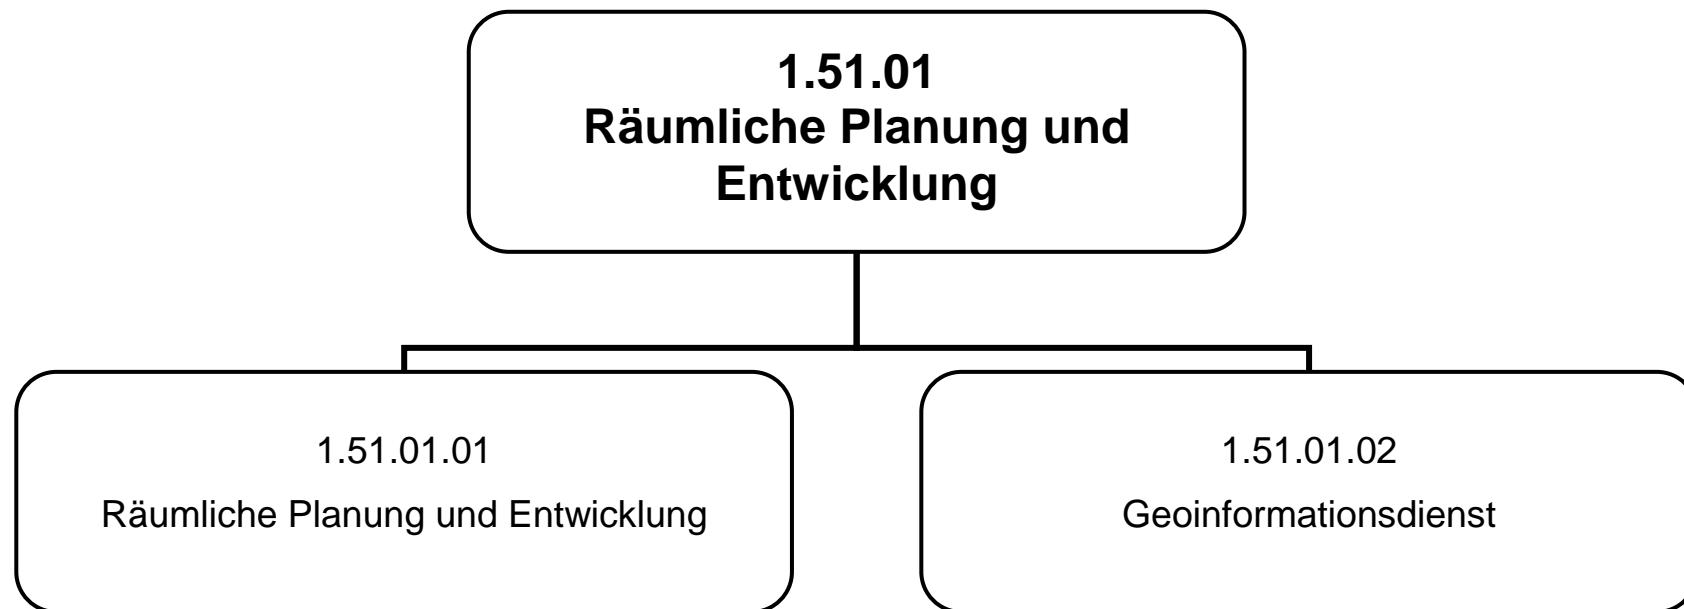 1.51.01
Räumliche Planung und
Entwicklung
1.51.01.01
Räumliche Planung und Entwicklung
1.51.01.02
Geoinformationsdienst